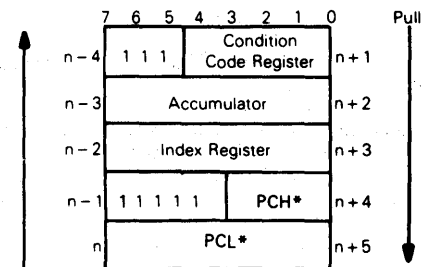 7 6 5 4 3 2 1 0 Pull
n – 4 1 1 1 Condition Code Register n + 1
n – 3 Accumulator n + 2
n – 2 Index Register n + 3
n – 1 1 1 1 1 1 PCH* n + 4
n PCL* n + 5